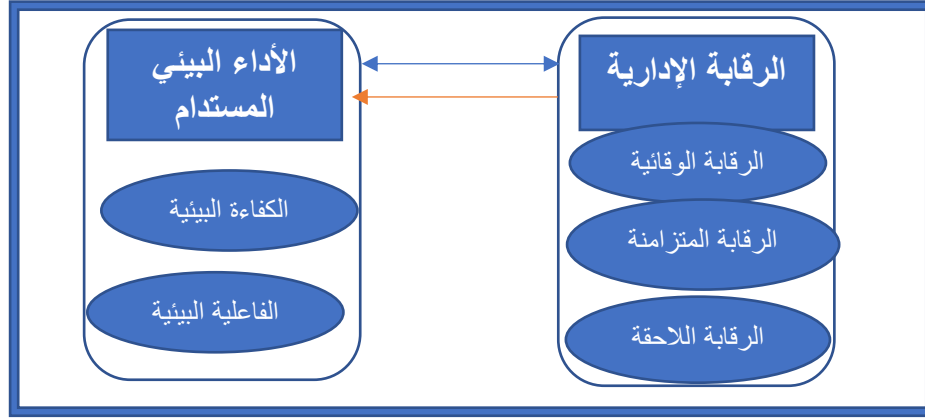 الرقابة الإدارية
الرقابة الوقائية
الرقابة المتزامنة
الرقابة اللاحقة
الأداء البيئي
المستدام
الكفاءة البيئية
الفاعلية البيئية